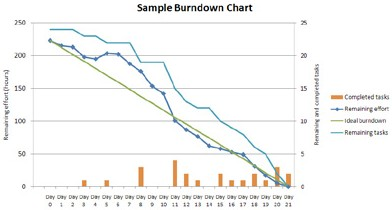 Sample Burndown Chart
250
200
150
100
50
0
25
20
15
10
5
0
Remaining effort (hours)
Remaining and completed tasks
Completed tasks
Remaining effort
Ideal burndown
Remaining tasks
Day Day Day Day Day Day Day Day Day Day Day Day Day Day Day Day Day Day Day Day Day Day
0 1 2 3 4 5 6 7 8 9 10 11 12 13 14 15 16 17 18 19 20 21